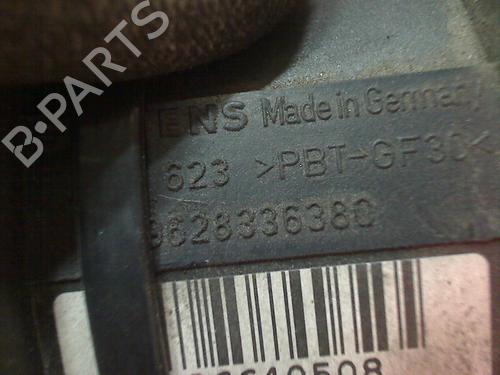 B-PARTS
ENS Made in Germany
623 >PBT-GF30<
9628336380